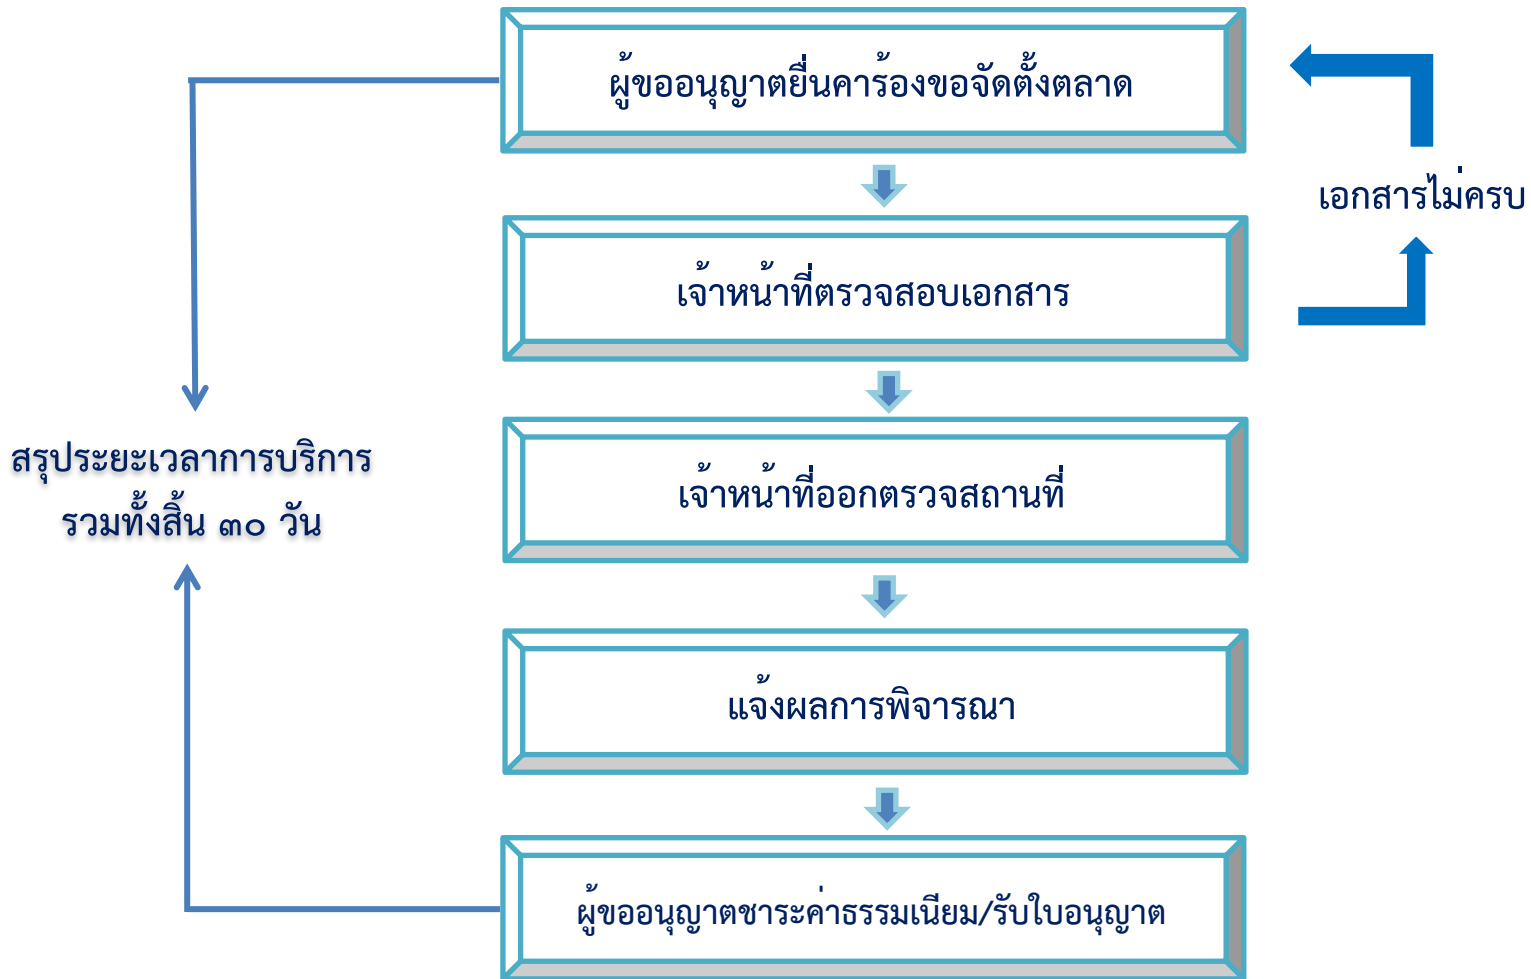 ผู้ขออนุญาตยื่นคาร้องขอจัดตั้งตลาด
เอกสารไม่ครบ
เจ้าหน้าที่ตรวจสอบเอกสาร
สรุประยะเวลาการบริการ
รวมทั้งสิ้น ๓๐ วัน
เจ้าหน้าที่ออกตรวจสถานที่
แจ้งผลการพิจารณา
ผู้ขออนุญาตชาระค่าธรรมเนียม/รับใบอนุญาต